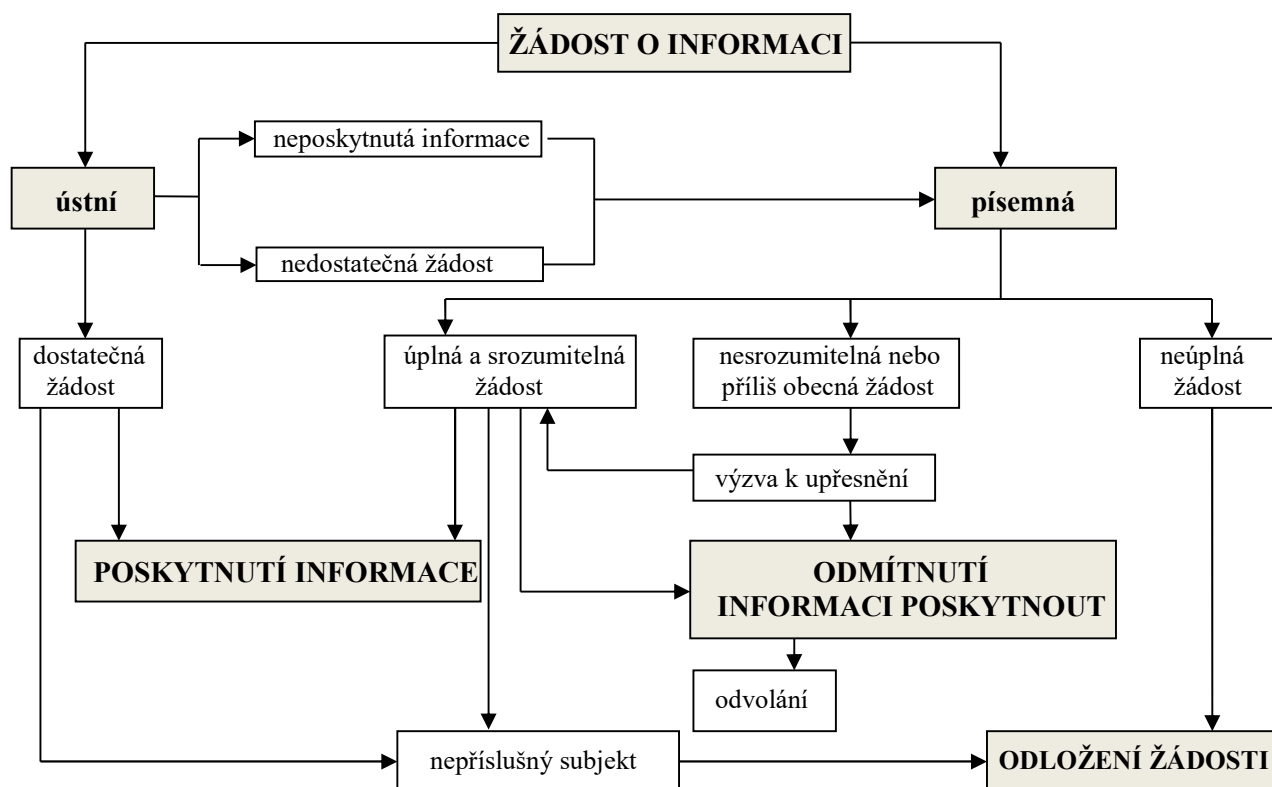 ŽÁDOST O INFORMACI
neposkytnutá informace
ústní
písemná
nedostatečná žádost
dostatečná
žádost
úplná a srozumitelná
žádost
nesrozumitelná nebo
příliš obecná žádost
neúplná
žádost
výzva k upřesnění
POSKYTNUTÍ INFORMACE
ODMÍTNUTÍ
INFORMACI POSKYTNOUT
odvolání
nepříslušný subjekt
ODLOŽENÍ ŽÁDOSTI